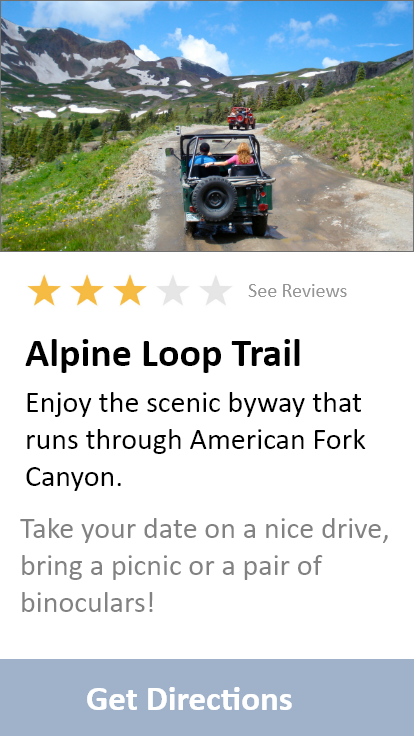 See Reviews
Alpine Loop Trail
Enjoy the scenic byway that
runs through American Fork
Canyon.
Take your date on a nice drive,
bring a picnic or a pair of
binoculars!
Get Directions